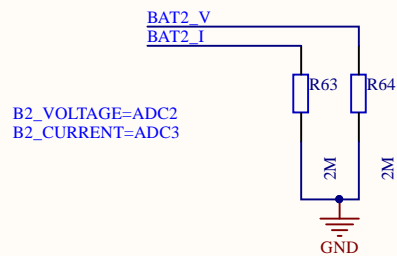 BAT2_V
BAT2_I
R63
R64
B2_VOLTAGE=ADC2
B2_CURRENT=ADC3
2M
2M
GND